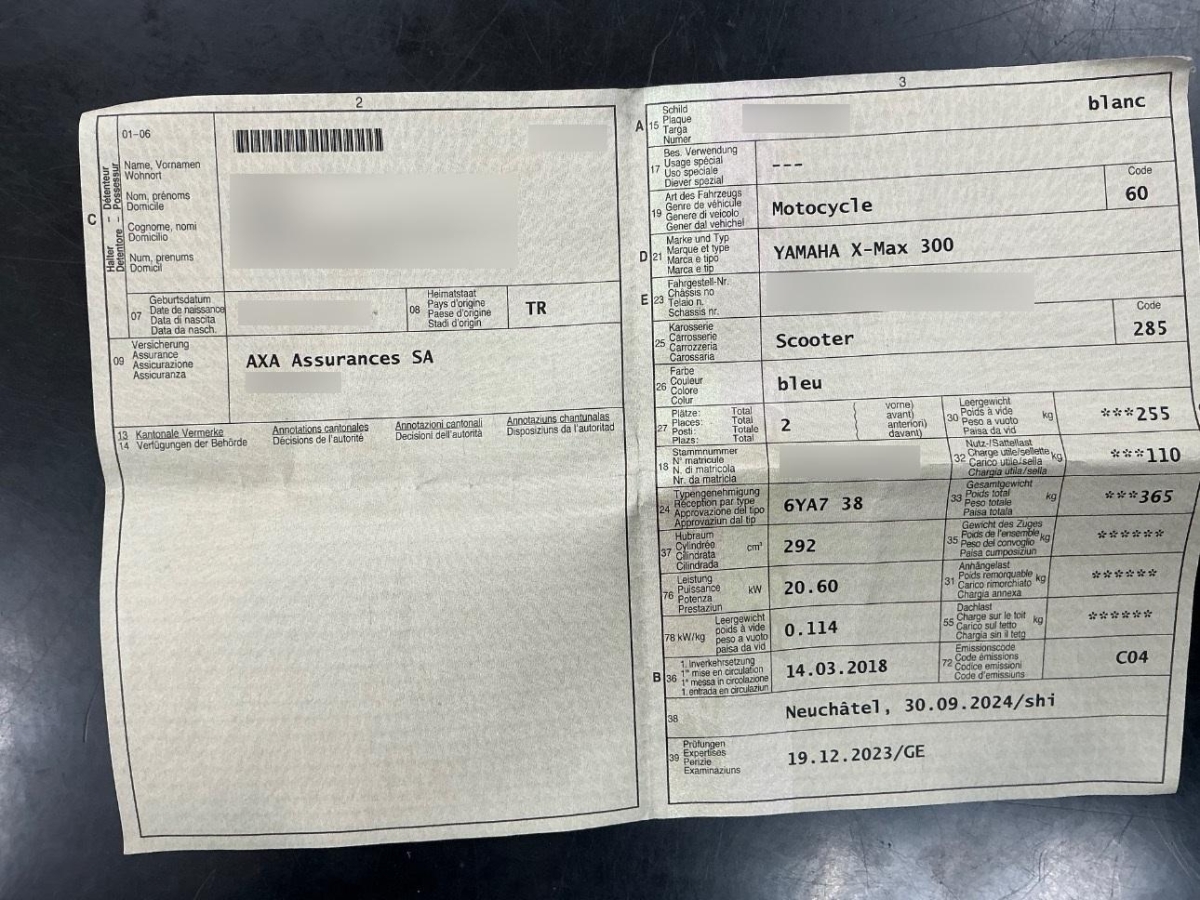 2
01-06
C
Halter - Détenteur
Detentore - Possessur
Name, Vornamen
Wohnort
Nom, prénoms
Domicile
Cognome, nomi
Domicilio
Num, prenums
Domicil
07
Geburtsdatum
Date de naissance
Data di nascita
Data da nasch.
08
Heimatstaat
Pays d'origine
Paese d'origine
Stadi d'origin
TR
09
Versicherung
Assurance
Assicurazione
Assicuranza
AXA Assurances SA
13 Kantonale Vermerke
14 Verfügungen der Behörde
Annotations cantonales
Décisions de l'autorité
Annotazioni cantonali
Decisioni dell'autorità
Annotaziuns chantunalas
Disposiziuns da l'autoritad
3
A 15
Schild
Plaque
Targa
Numer
blanc
17
Bes. Verwendung
Usage spécial
Uso speciale
Diever spezial
---
19
Art des Fahrzeugs
Genre de véhicule
Genere di veicolo
Gener dal vehichel
Motocycle
Code
60
D 21
Marke und Typ
Marque et type
Marca e tipo
Marca e tip
YAMAHA X-Max 300
E 23
Fahrgestell-Nr.
Châssis no
Telaio n.
Schassis nr.
25
Karosserie
Carrosserie
Carrozzeria
Carossaria
Scooter
Code
285
26
Farbe
Couleur
Colore
Colur
bleu
27
Plätze: Total
Places: Total
Posti: Totale
Plazs: Total
2
vorne)
avant)
anteriori)
davant)
30
Leergewicht
Poids à vide
Peso a vuoto
Paisa da vid
kg
***255
18
Stammnummer
N° matricule
N. di matricola
Nr. da matricla
32
Nutz-/Sattellast
Charge utile/sellette
Carico utile/sella
Chargia utila/sella
kg
***110
24
Typengenehmigung
Réception par type
Approvazione del tipo
Approvaziun dal tip
6YA7 38
33
Gesamtgewicht
Poids total
Peso totale
Paisa totala
kg
***365
37
Hubraum
Cylindrée
Cilindrata
Cilindrada
cm³
292
35
Gewicht des Zuges
Poids de l'ensemble
Peso del convoglio
Paisa cumposiziun
kg
******
76
Leistung
Puissance
Potenza
Prestaziun
kW
20.60
31
Anhängelast
Poids remorquable
Carico rimorchiato
Chargia annexa
kg
******
78 kW/kg
Leergewicht
poids à vide
peso a vuoto
paisa da vid
0.114
55
Dachlast
Charge sur le toit
Carico sul tetto
Chargia sin il tetg
kg
******
B 36
1. Inverkehrsetzung
1re mise en circulation
1a messa in circolazione
1. entrada en circulaziun
14.03.2018
72
Emissionscode
Code émissions
Codice emissioni
Code d'emissiuns
C04
38
Neuchâtel, 30.09.2024/shi
39
Prüfungen
Expertises
Perizie
Examinaziuns
19.12.2023/GE